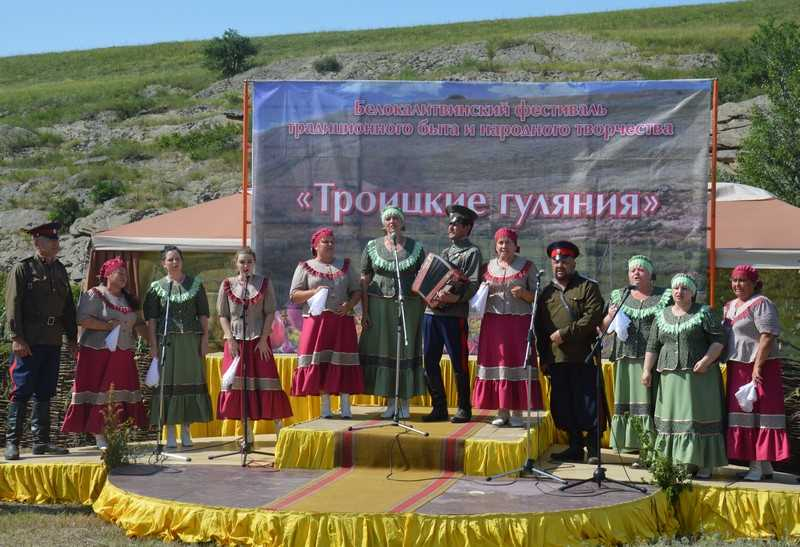 Белокалитвинский фестиваль
традиционного быта и народного творчества
«Троицкие гуляния»